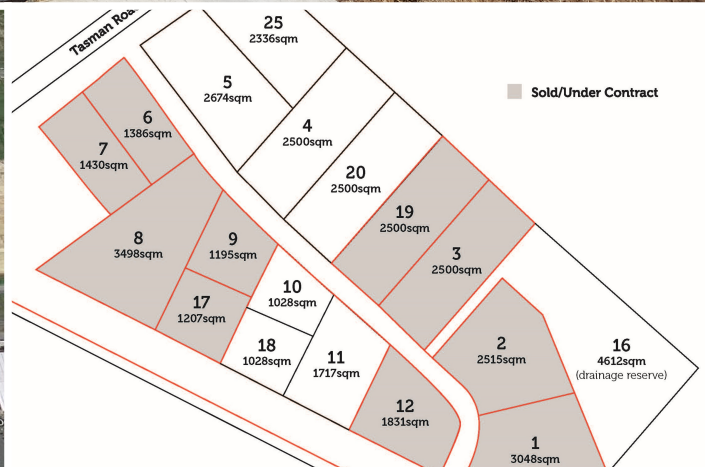 Tasman Roa
25
2336sqm
5
2674sqm
Sold/Under Contract
6
1386sqm
4
2500sqm
7
1430sqm
20
2500sqm
19
2500sqm
8
3498sqm
9
1195sqm
3
2500sqm
10
1028sqm
17
1207sqm
18
1028sqm
11
1717sqm
2
2515sqm
16
4612sqm
(drainage reserve)
12
1831sqm
1
3048sqm